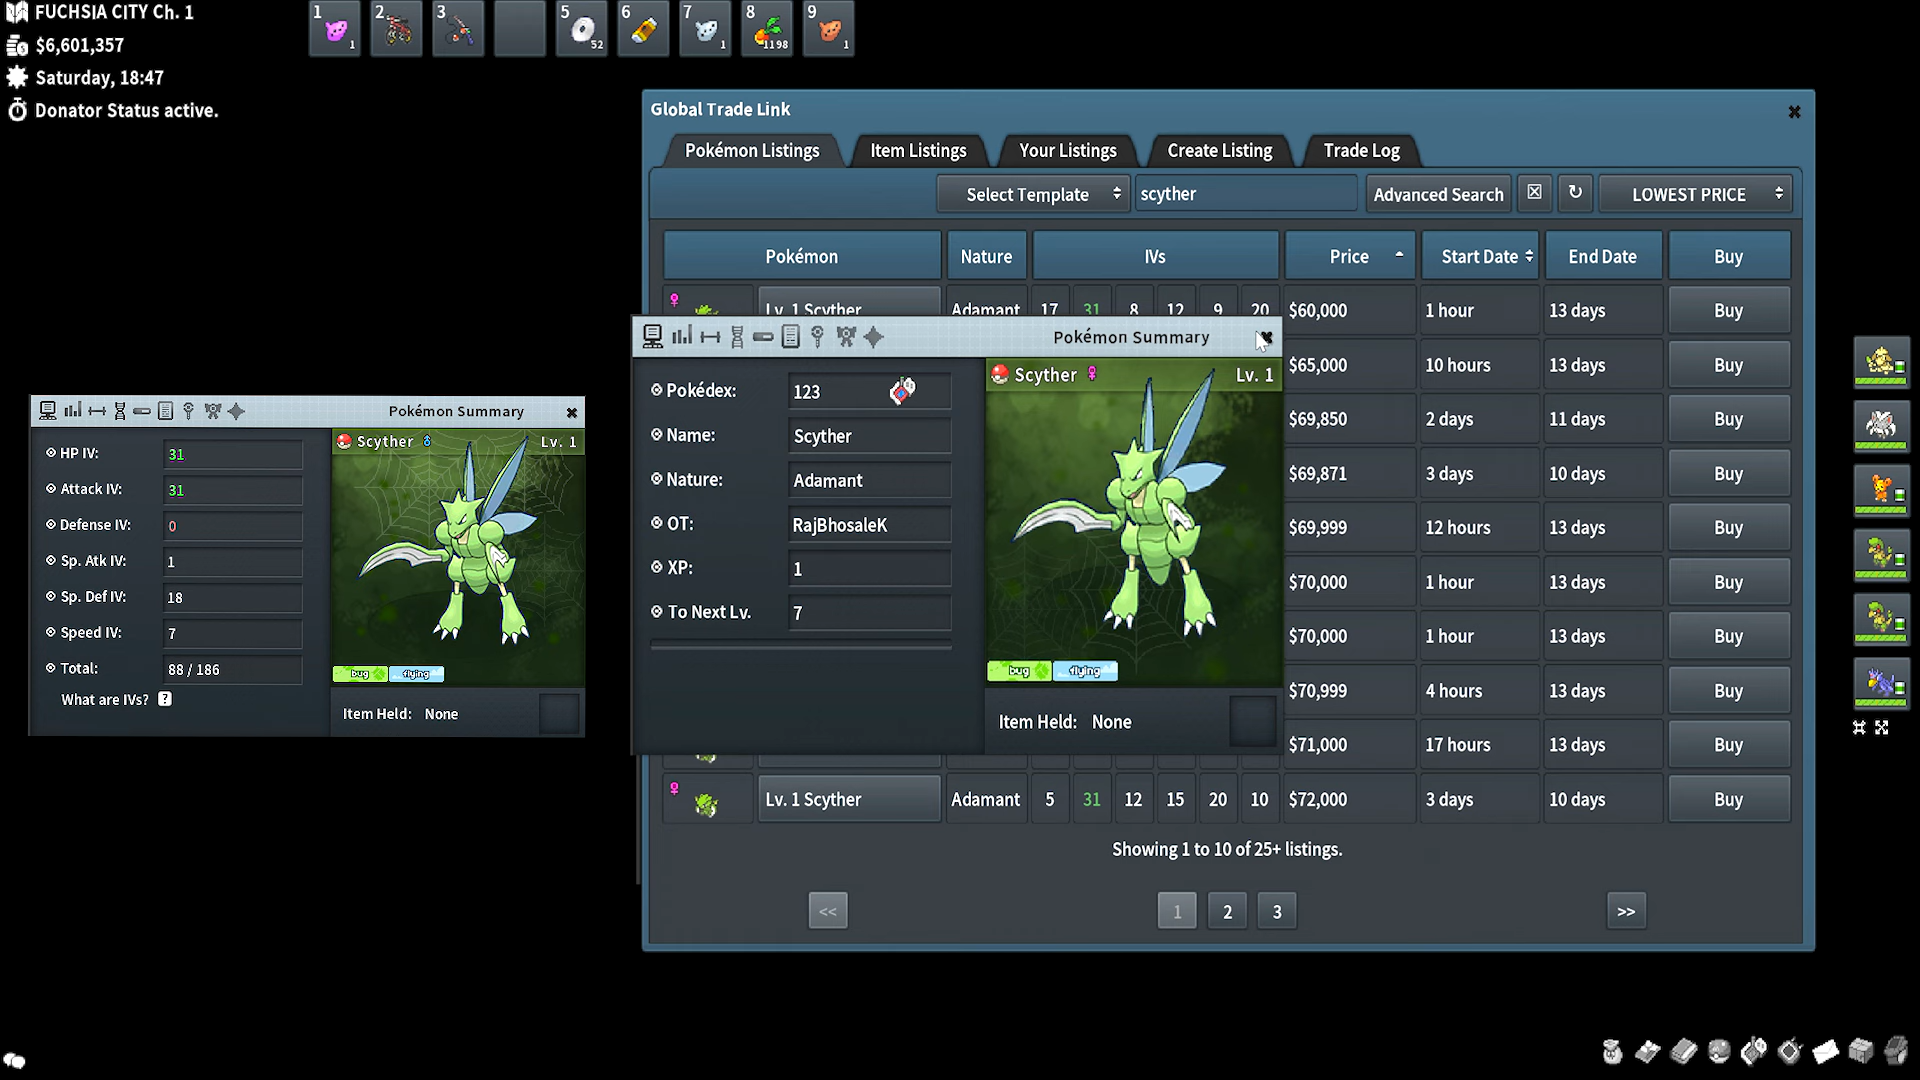 FUCHSIA CITY Ch. 1
$6,601,357
Saturday, 18:47
Donator Status active.
1 1
2
3
5 52
6
7 1
8 1198
9 1
Global Trade Link
Pokémon Listings Item Listings Your Listings Create Listing Trade Log
Select Template scyther Advanced Search LOWEST PRICE
Pokémon Nature IVs Price Start Date End Date Buy
Lv. 1 Scyther Adamant 17 31 8 12 9 20 $60,000 1 hour 13 days Buy
$65,000 10 hours 13 days Buy
$69,850 2 days 11 days Buy
$69,871 3 days 10 days Buy
$69,999 12 hours 13 days Buy
$70,000 1 hour 13 days Buy
$70,000 1 hour 13 days Buy
$70,999 4 hours 13 days Buy
$71,000 17 hours 13 days Buy
Lv. 1 Scyther Adamant 5 31 12 15 20 10 $72,000 3 days 10 days Buy
Showing 1 to 10 of 25+ listings.
<< 1 2 3 >>
Pokémon Summary
Scyther Lv. 1
Pokédex: 123
Name: Scyther
Nature: Adamant
OT: RajBhosaleK
XP: 1
To Next Lv. 7
bug flying
Item Held: None
Pokémon Summary
Scyther Lv. 1
HP IV: 31
Attack IV: 31
Defense IV: 0
Sp. Atk IV: 1
Sp. Def IV: 18
Speed IV: 7
Total: 88 / 186
What are IVs? ?
bug flying
Item Held: None